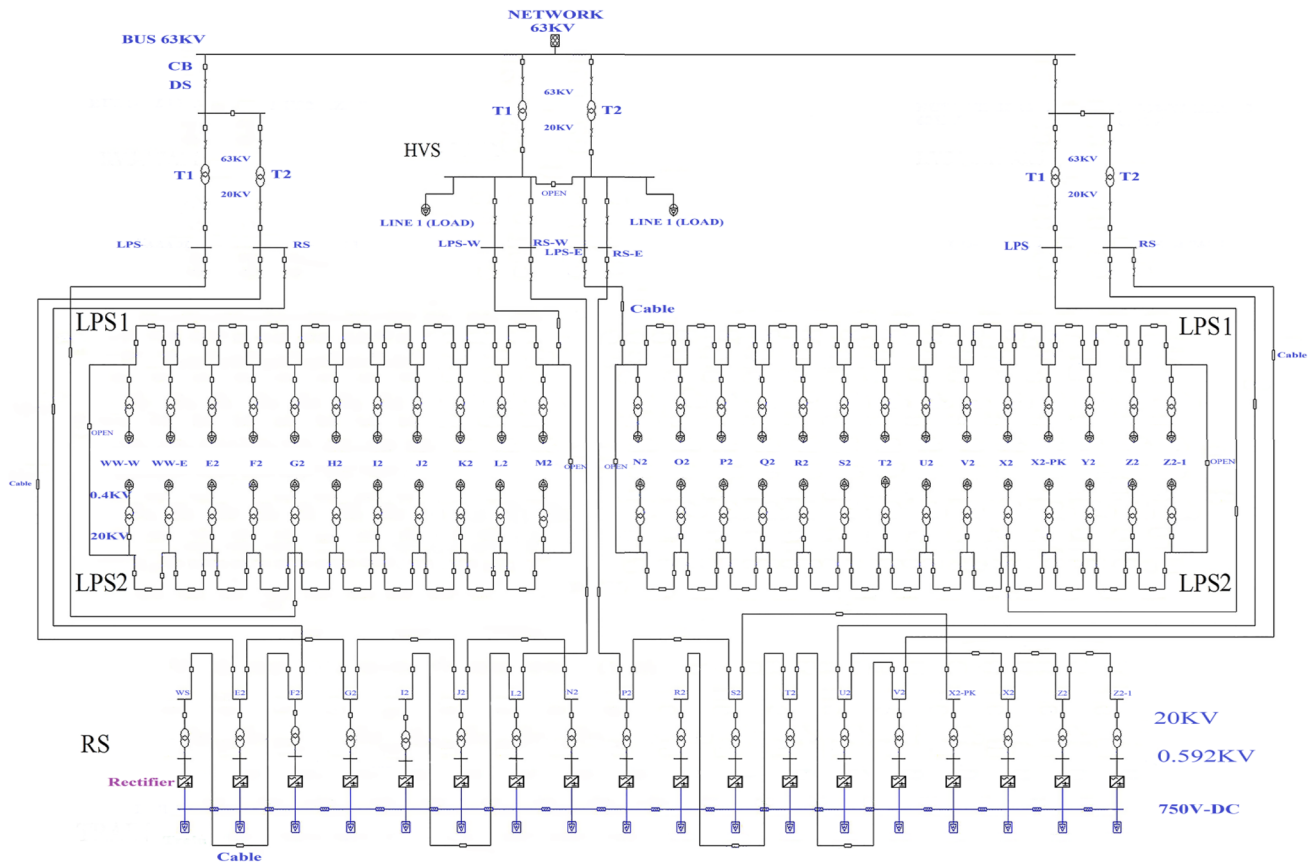 NETWORK
63KV
BUS 63KV
CB
DS
T1
63KV
20KV
T2
T1
63KV
20KV
T2
T1
63KV
20KV
T2
HVS
OPEN
LINE 1 (LOAD)
LINE 1 (LOAD)
LPS
RS
LPS-W
RS-W
LPS-E
RS-E
LPS
RS
Cable
LPS1
LPS1
Cable
OPEN
OPEN
OPEN
OPEN
WW-W
WW-E
E2
F2
G2
H2
I2
J2
K2
L2
M2
N2
O2
P2
Q2
R2
S2
T2
U2
V2
X2
X2-PK
Y2
Z2
Z2-1
Cable
0.4KV
20KV
LPS2
LPS2
WS
E2
F2
G2
I2
J2
L2
N2
P2
R2
S2
T2
U2
V2
X2-PK
X2
Z2
Z2-1
20KV
RS
0.592KV
Rectifier
750V-DC
Cable